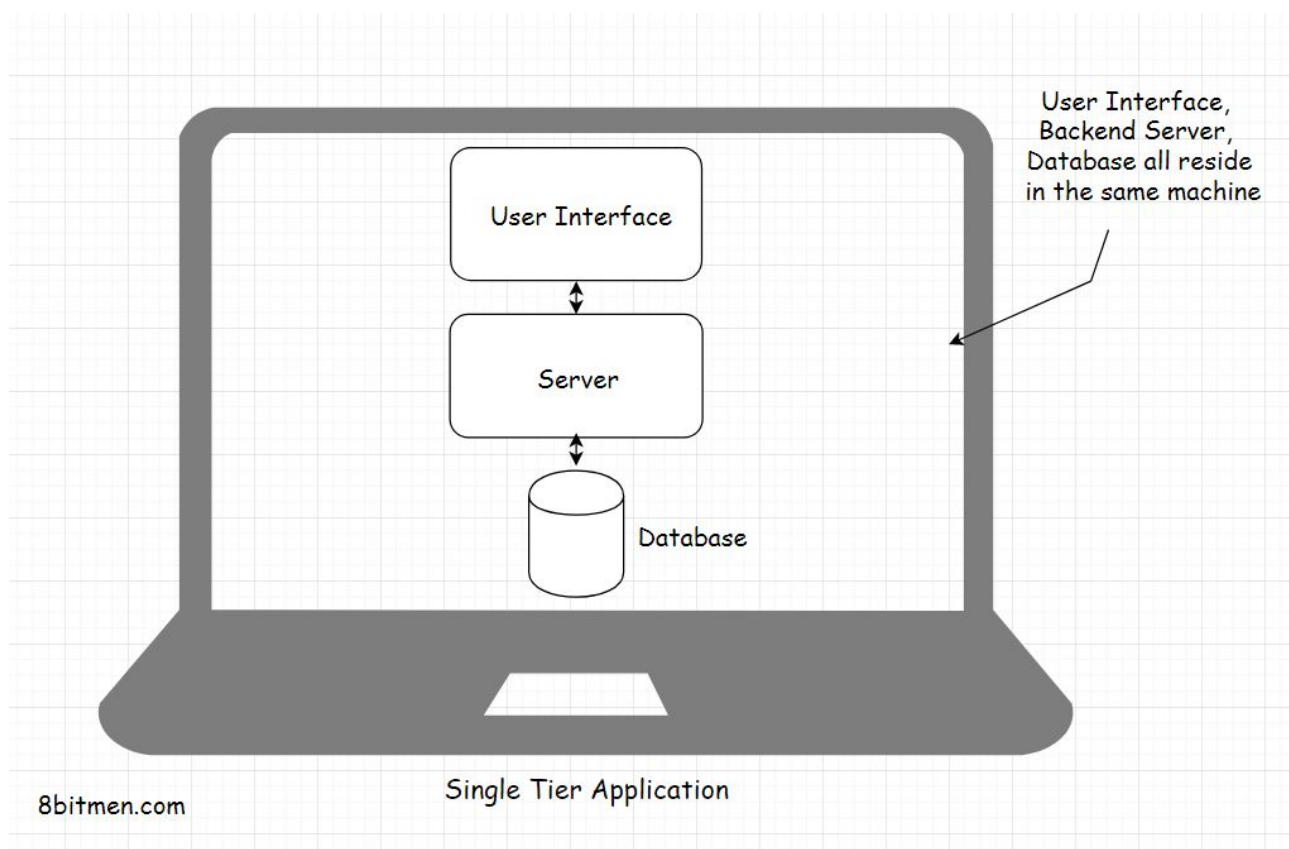 User Interface,
Backend Server,
Database all reside
in the same machine
User Interface
Server
Database
Single Tier Application
8bitmen.com